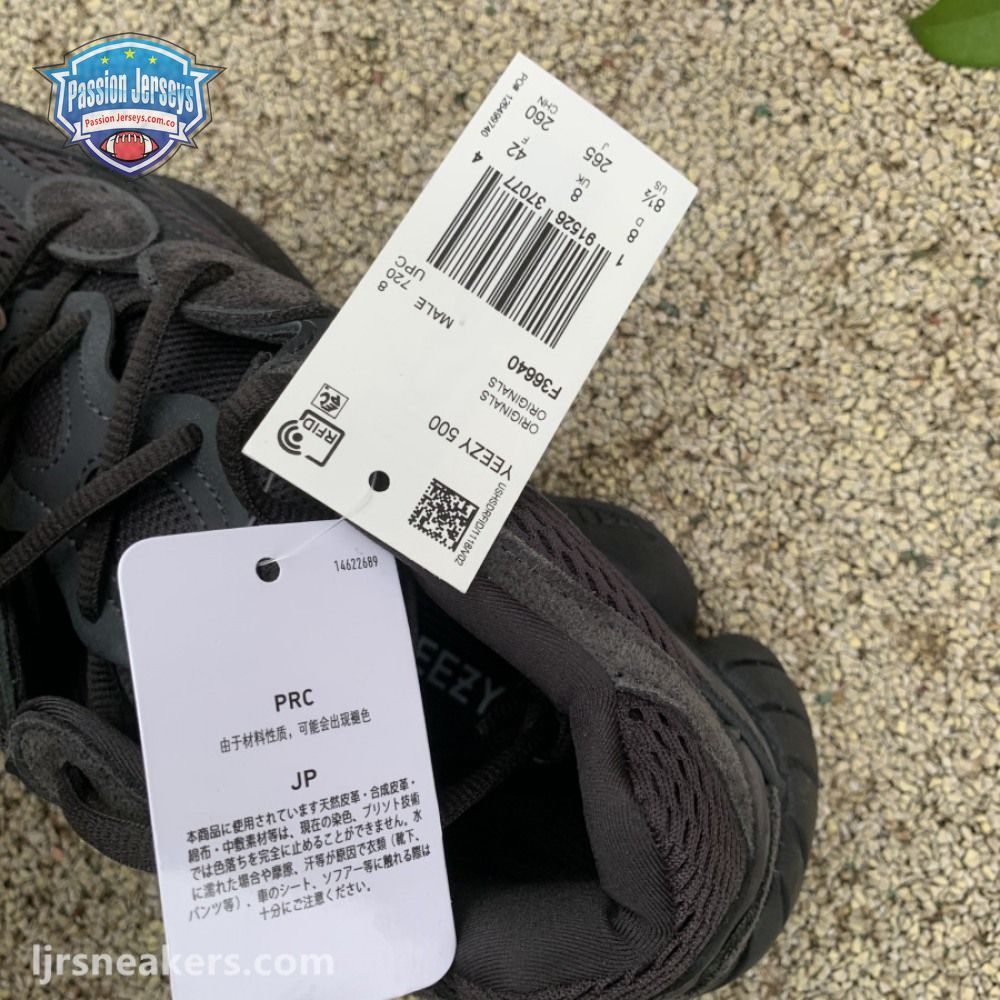 Passion Jerseys
Passion Jerseys.com.co
PO# 126499740
260
CHN
265
J
42
F
8
UK
8½
US
8
D
1
91526
37077
4
720
UPC
8
MALE
F36640
ORIGINALS
ORIGINALS
YEEZY 500
RFID
USHSORFID/1118/V02
14622689
PRC
由于材料性质，可能会出现褪色
JP
本商品に使用されています天然皮革・合成皮革・
綿布・中敷素材等は、現在の染色、プリント技術
では色落ちを完全に止めることができません。水
に濡れた場合や摩擦、汗等が原因で衣類（靴下、
パンツ等）、車のシート、ソファー等に触れる際は
十分にご注意ください。
YEEZY
ljrsneakers.com